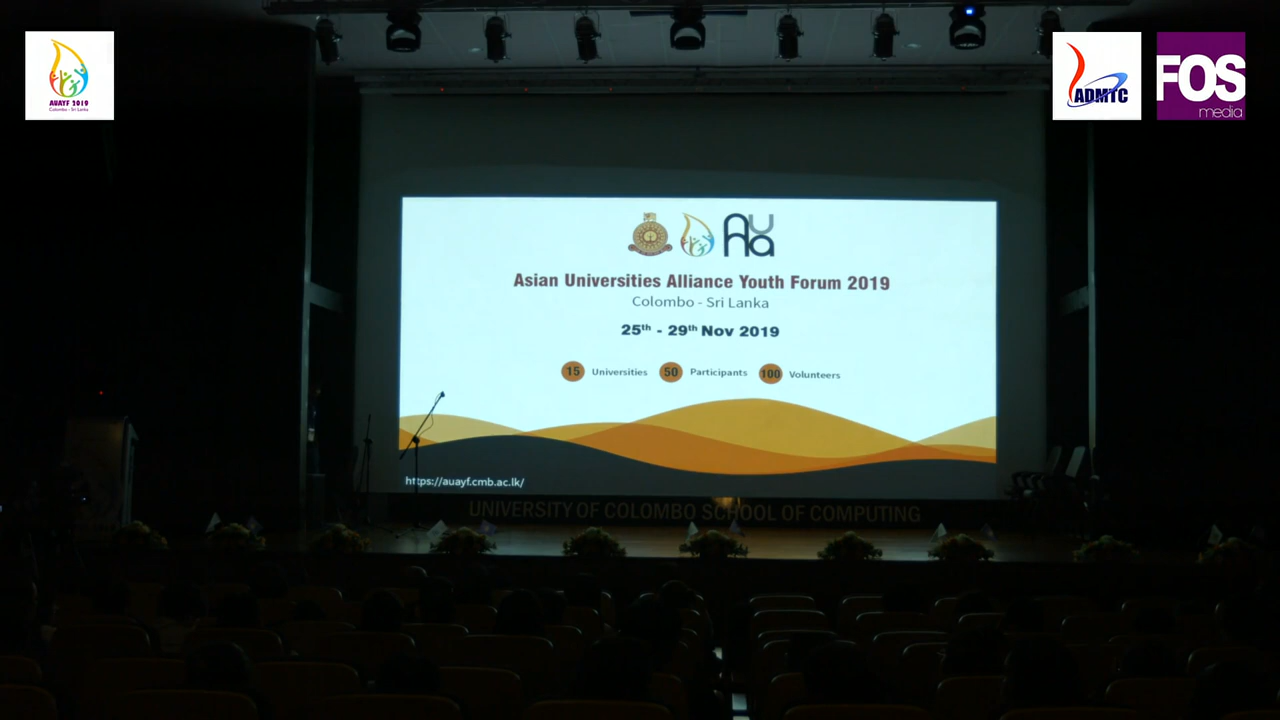 AUAYF 2019
Colombo - Sri Lanka
ADMTC
FOS
media
AUA
Asian Universities Alliance Youth Forum 2019
Colombo - Sri Lanka
25th - 29th Nov 2019
15 Universities 50 Participants 100 Volunteers
https://auayf.cmb.ac.lk/
UNIVERSITY OF COLOMBO SCHOOL OF COMPUTING